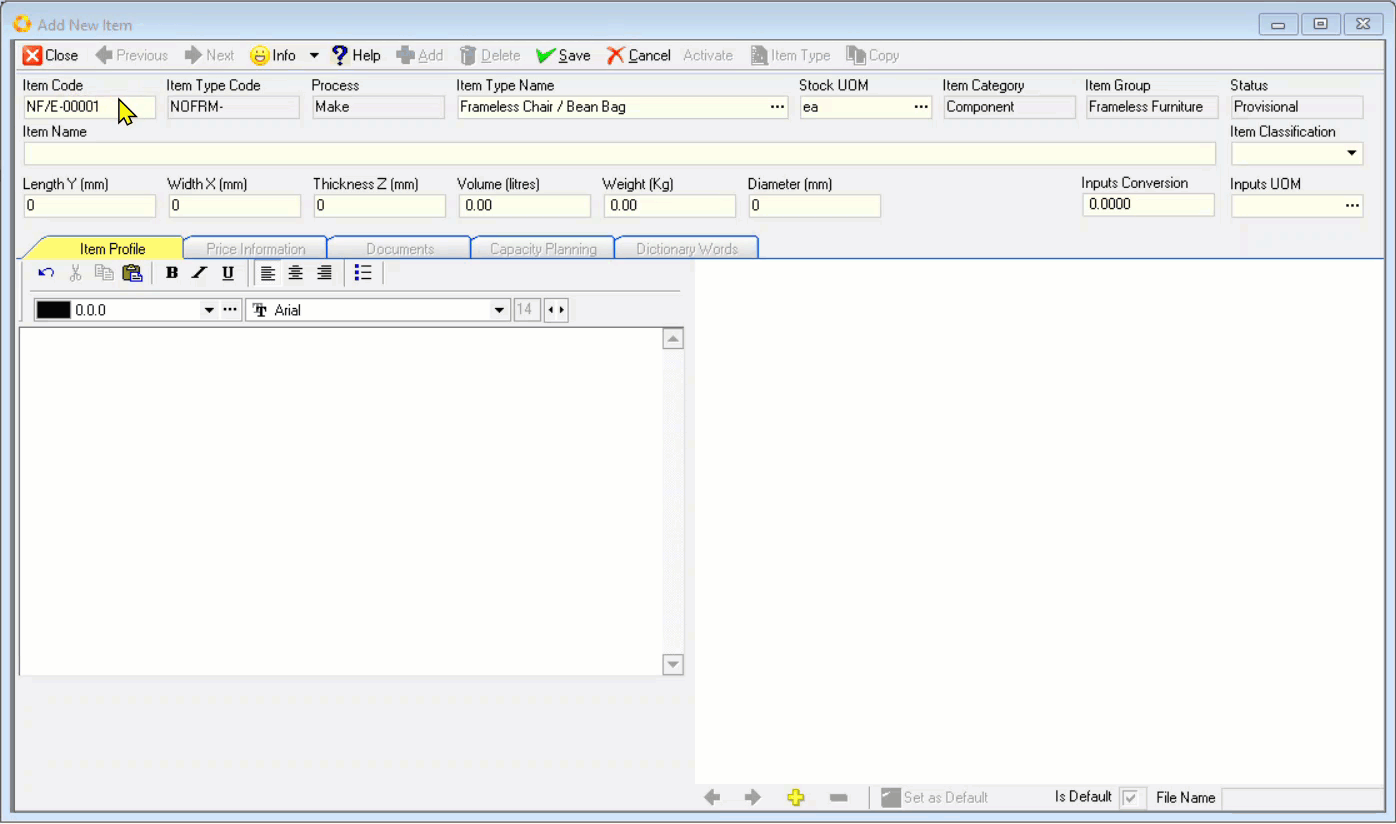 Add New Item
Close Previous Next Info Help Add Delete Save Cancel Activate Item Type Copy
Item Code Item Type Code Process Item Type Name Stock UOM Item Category Item Group Status
NF/E-00001 NOFRM- Make Frameless Chair / Bean Bag ... ea ... Component Frameless Furniture Provisional
Item Name Item Classification
Length Y (mm) Width X (mm) Thickness Z (mm) Volume (litres) Weight (Kg) Diameter (mm) Inputs Conversion Inputs UOM
0 0 0 0.00 0.00 0 0.0000 ...
Item Profile Price Information Documents Capacity Planning Dictionary Words
B I U
0.0.0 ... Arial 14
Set as Default Is Default File Name